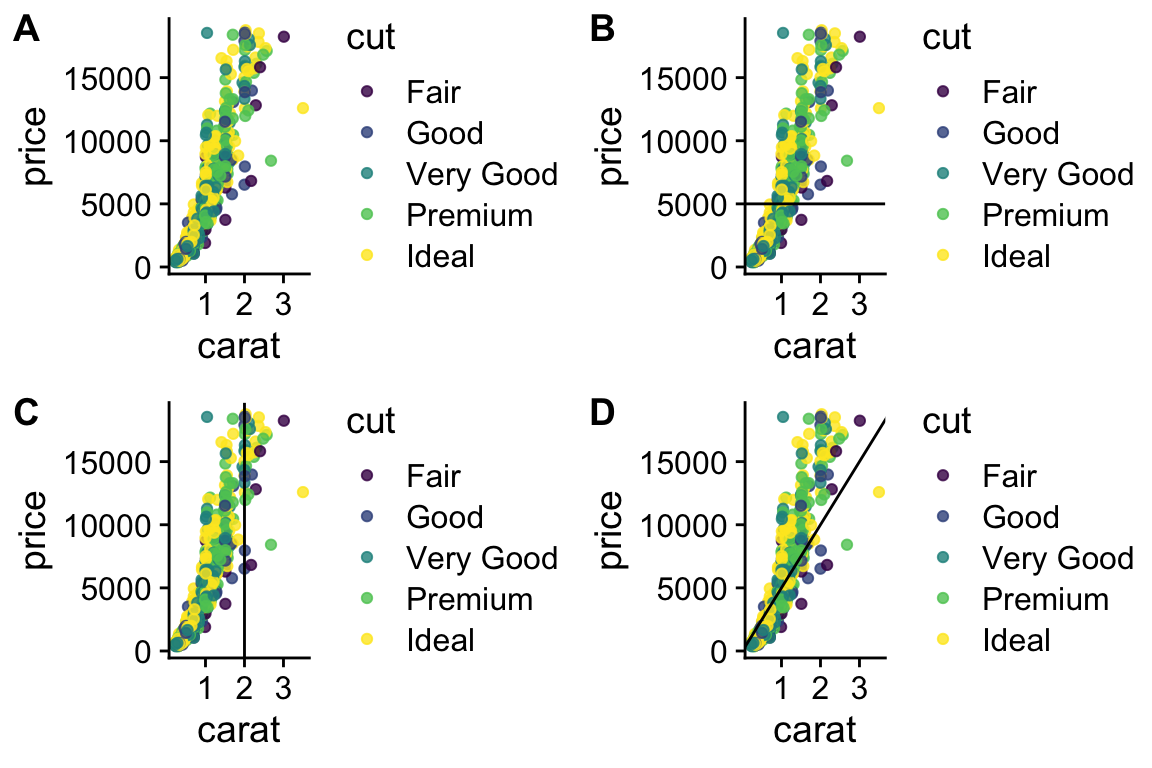 A
cut
15000
10000
5000
0
price
1 2 3
carat
Fair
Good
Very Good
Premium
Ideal
B
cut
15000
10000
5000
0
price
1 2 3
carat
Fair
Good
Very Good
Premium
Ideal
C
cut
15000
10000
5000
0
price
1 2 3
carat
Fair
Good
Very Good
Premium
Ideal
D
cut
15000
10000
5000
0
price
1 2 3
carat
Fair
Good
Very Good
Premium
Ideal